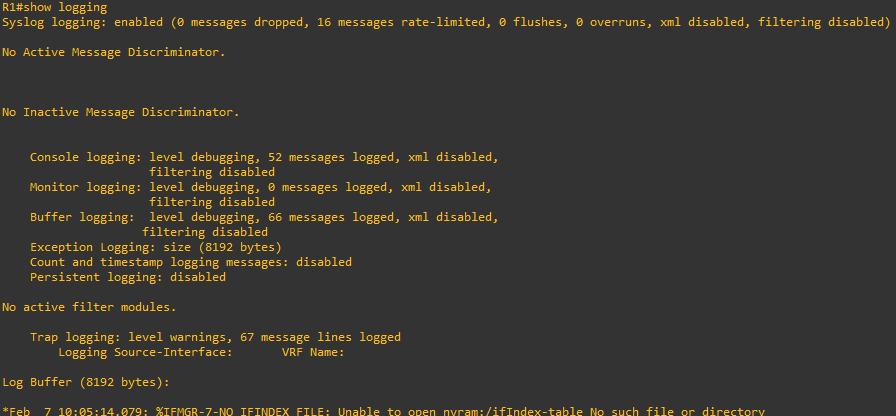 R1#show logging
Syslog logging: enabled (0 messages dropped, 16 messages rate-limited, 0 flushes, 0 overruns, xml disabled, filtering disabled)
No Active Message Discriminator.
No Inactive Message Discriminator.
Console logging: level debugging, 52 messages logged, xml disabled,
filtering disabled
Monitor logging: level debugging, 0 messages logged, xml disabled,
filtering disabled
Buffer logging:  level debugging, 66 messages logged, xml disabled,
filtering disabled
Exception Logging: size (8192 bytes)
Count and timestamp logging messages: disabled
Persistent logging: disabled
No active filter modules.
Trap logging: level warnings, 67 message lines logged
Logging Source-Interface:       VRF Name:
Log Buffer (8192 bytes):
*Feb  7 10:05:14.079: %IFMGR-7-NO_IFINDEX_FILE: Unable to open nvram:/ifIndex-table No such file or directory